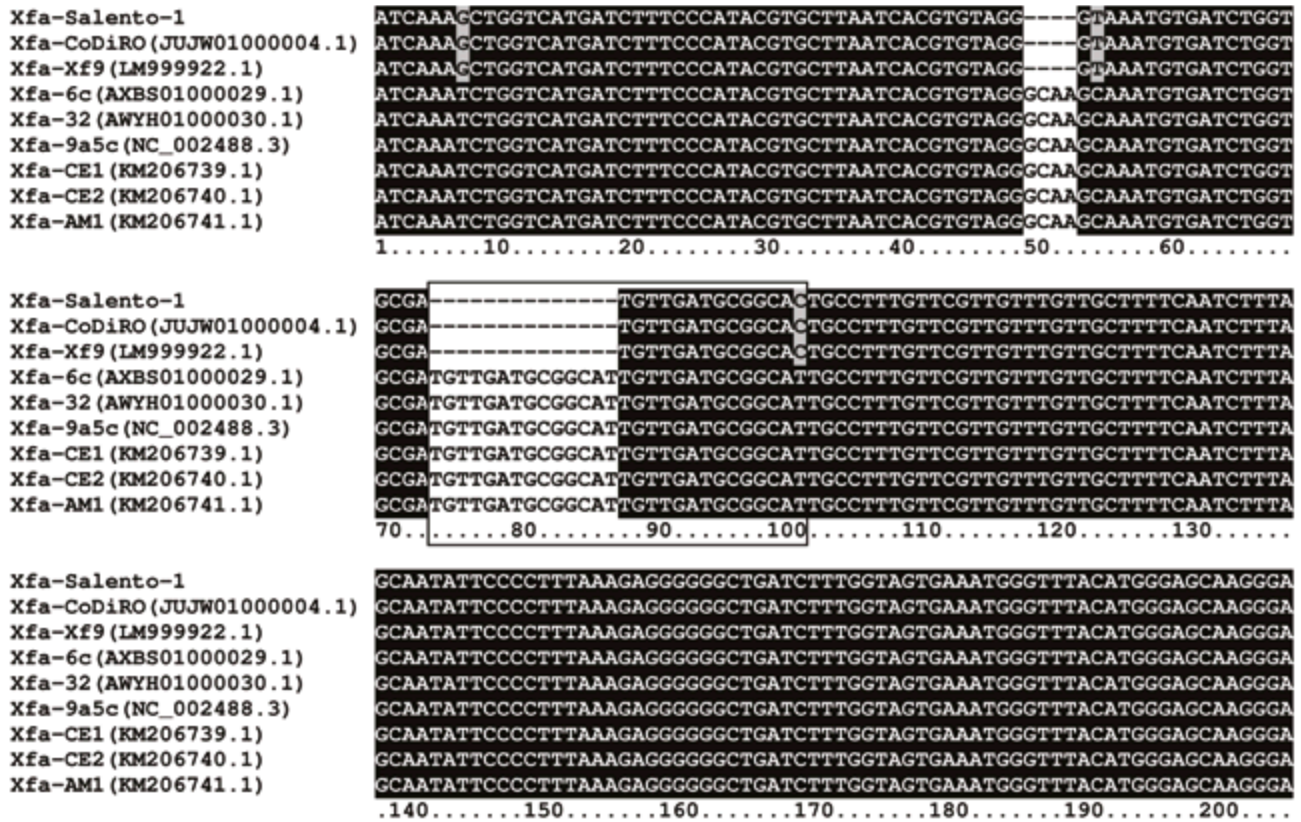 Xfa-Salento-1 ATCAAAGCTGGTCATGATCTTTCCCATACGTGCTTAATCACGTGTAGG----GTAAATGTGATCTGGT
Xfa-CoDiRO(JUJW01000004.1) ATCAAAGCTGGTCATGATCTTTCCCATACGTGCTTAATCACGTGTAGG----GTAAATGTGATCTGGT
Xfa-Xf9(LM999922.1) ATCAAAGCTGGTCATGATCTTTCCCATACGTGCTTAATCACGTGTAGG----GTAAATGTGATCTGGT
Xfa-6c(AXBS01000029.1) ATCAAATCTGGTCATGATCTTTCCCATACGTGCTTAATCACGTGTAGGGCAAGCAAATGTGATCTGGT
Xfa-32(AWYH01000030.1) ATCAAATCTGGTCATGATCTTTCCCATACGTGCTTAATCACGTGTAGGGCAAGCAAATGTGATCTGGT
Xfa-9a5c(NC_002488.3) ATCAAATCTGGTCATGATCTTTCCCATACGTGCTTAATCACGTGTAGGGCAAGCAAATGTGATCTGGT
Xfa-CE1(KM206739.1) ATCAAATCTGGTCATGATCTTTCCCATACGTGCTTAATCACGTGTAGGGCAAGCAAATGTGATCTGGT
Xfa-CE2(KM206740.1) ATCAAATCTGGTCATGATCTTTCCCATACGTGCTTAATCACGTGTAGGGCAAGCAAATGTGATCTGGT
Xfa-AM1(KM206741.1) ATCAAATCTGGTCATGATCTTTCCCATACGTGCTTAATCACGTGTAGGGCAAGCAAATGTGATCTGGT
1.......10........20........30........40........50........60........
Xfa-Salento-1 GCGA--------------TGTTGATGCGGCACTGCCTTTGTTCGTTGTTTGTTGCTTTTCAATCTTTA
Xfa-CoDiRO(JUJW01000004.1) GCGA--------------TGTTGATGCGGCACTGCCTTTGTTCGTTGTTTGTTGCTTTTCAATCTTTA
Xfa-Xf9(LM999922.1) GCGA--------------TGTTGATGCGGCACTGCCTTTGTTCGTTGTTTGTTGCTTTTCAATCTTTA
Xfa-6c(AXBS01000029.1) GCGATGTTGATGCGGCATTGTTGATGCGGCATTGCCTTTGTTCGTTGTTTGTTGCTTTTCAATCTTTA
Xfa-32(AWYH01000030.1) GCGATGTTGATGCGGCATTGTTGATGCGGCATTGCCTTTGTTCGTTGTTTGTTGCTTTTCAATCTTTA
Xfa-9a5c(NC_002488.3) GCGATGTTGATGCGGCATTGTTGATGCGGCATTGCCTTTGTTCGTTGTTTGTTGCTTTTCAATCTTTA
Xfa-CE1(KM206739.1) GCGATGTTGATGCGGCATTGTTGATGCGGCATTGCCTTTGTTCGTTGTTTGTTGCTTTTCAATCTTTA
Xfa-CE2(KM206740.1) GCGATGTTGATGCGGCATTGTTGATGCGGCATTGCCTTTGTTCGTTGTTTGTTGCTTTTCAATCTTTA
Xfa-AM1(KM206741.1) GCGATGTTGATGCGGCATTGTTGATGCGGCATTGCCTTTGTTCGTTGTTTGTTGCTTTTCAATCTTTA
70........80........90.......100.......110.......120.......130......
Xfa-Salento-1 GCAATATTCCCCTTTAAAGAGGGGGGCTGATCTTTGGTAGTGAAATGGGTTTACATGGGAGCAAGGGA
Xfa-CoDiRO(JUJW01000004.1) GCAATATTCCCCTTTAAAGAGGGGGGCTGATCTTTGGTAGTGAAATGGGTTTACATGGGAGCAAGGGA
Xfa-Xf9(LM999922.1) GCAATATTCCCCTTTAAAGAGGGGGGCTGATCTTTGGTAGTGAAATGGGTTTACATGGGAGCAAGGGA
Xfa-6c(AXBS01000029.1) GCAATATTCCCCTTTAAAGAGGGGGGCTGATCTTTGGTAGTGAAATGGGTTTACATGGGAGCAAGGGA
Xfa-32(AWYH01000030.1) GCAATATTCCCCTTTAAAGAGGGGGGCTGATCTTTGGTAGTGAAATGGGTTTACATGGGAGCAAGGGA
Xfa-9a5c(NC_002488.3) GCAATATTCCCCTTTAAAGAGGGGGGCTGATCTTTGGTAGTGAAATGGGTTTACATGGGAGCAAGGGA
Xfa-CE1(KM206739.1) GCAATATTCCCCTTTAAAGAGGGGGGCTGATCTTTGGTAGTGAAATGGGTTTACATGGGAGCAAGGGA
Xfa-CE2(KM206740.1) GCAATATTCCCCTTTAAAGAGGGGGGCTGATCTTTGGTAGTGAAATGGGTTTACATGGGAGCAAGGGA
Xfa-AM1(KM206741.1) GCAATATTCCCCTTTAAAGAGGGGGGCTGATCTTTGGTAGTGAAATGGGTTTACATGGGAGCAAGGGA
.140.......150.......160.......170.......180.......190.......200....